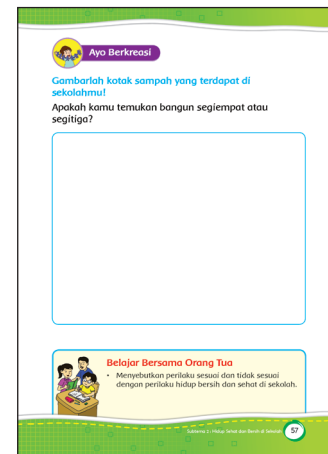 Ayo Berkreasi
Gambarlah kotak sampah yang terdapat di
sekolahmu!
Apakah kamu temukan bangun segiempat atau
segitiga?
Belajar Bersama Orang Tua
• Menyebutkan perilaku sesuai dan tidak sesuai
dengan perilaku hidup bersih dan sehat di sekolah.
Subtema 2: Hidup Sehat dan Bersih di Sekolah 57